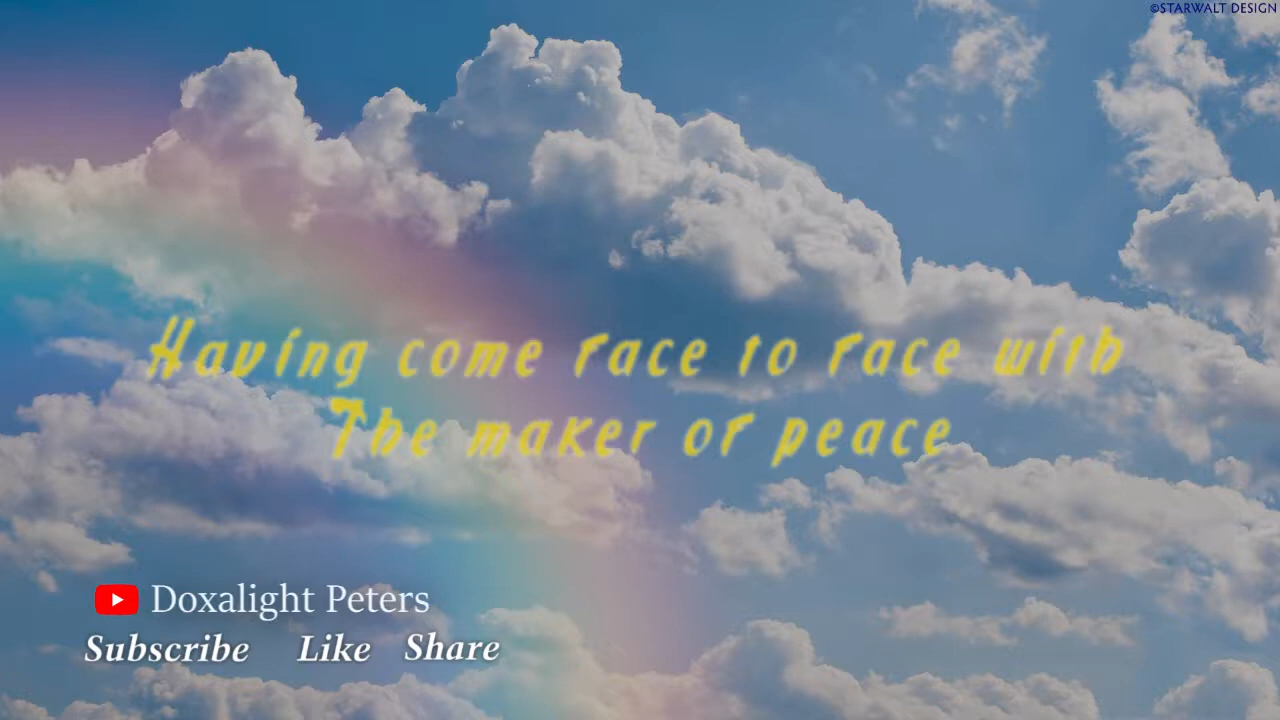 ©STARWALT DESIGN
Having come face to face with
The maker of peace
Doxalight Peters
Subscribe Like Share